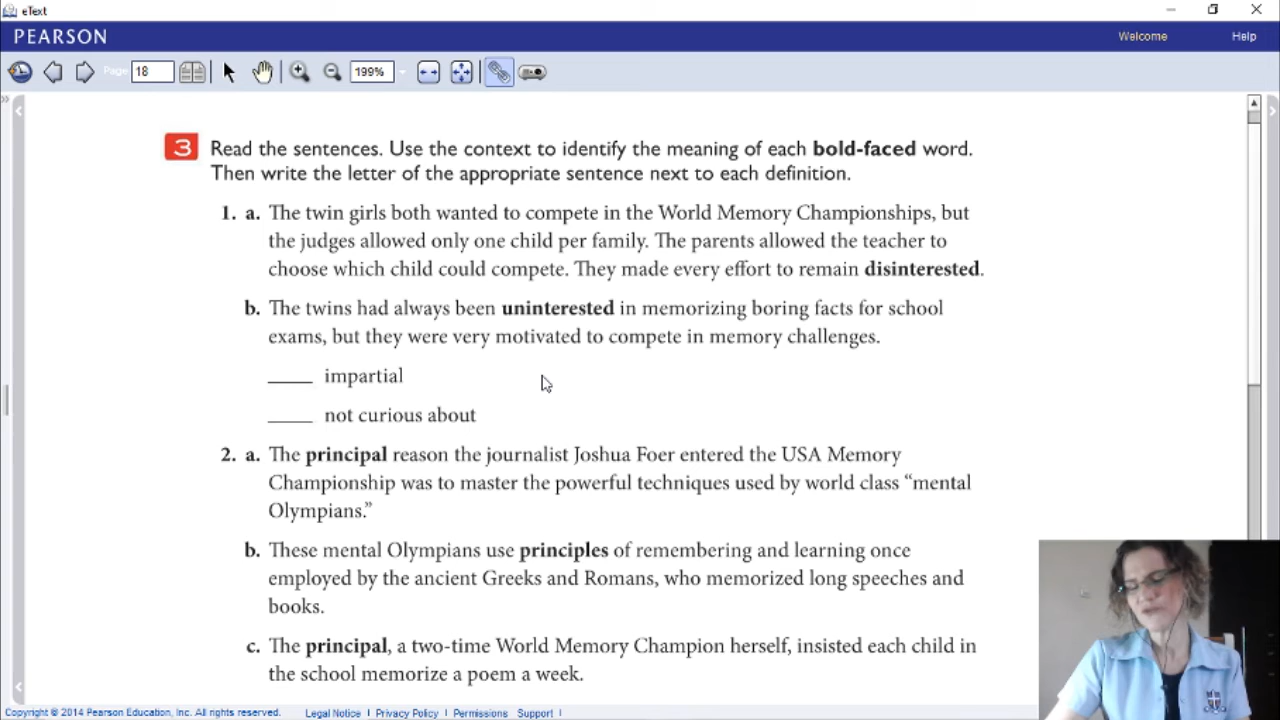 eText
PEARSON
Welcome
Help
Page
18
199%
3 Read the sentences. Use the context to identify the meaning of each bold-faced word.
Then write the letter of the appropriate sentence next to each definition.
1. a. The twin girls both wanted to compete in the World Memory Championships, but
the judges allowed only one child per family. The parents allowed the teacher to
choose which child could compete. They made every effort to remain disinterested.
b. The twins had always been uninterested in memorizing boring facts for school
exams, but they were very motivated to compete in memory challenges.
_____ impartial
_____ not curious about
2. a. The principal reason the journalist Joshua Foer entered the USA Memory
Championship was to master the powerful techniques used by world class “mental
Olympians.”
b. These mental Olympians use principles of remembering and learning once
employed by the ancient Greeks and Romans, who memorized long speeches and
books.
c. The principal, a two-time World Memory Champion herself, insisted each child in
the school memorize a poem a week.
Copyright © 2014 Pearson Education, Inc. All rights reserved. Legal Notice | Privacy Policy | Permissions Support |